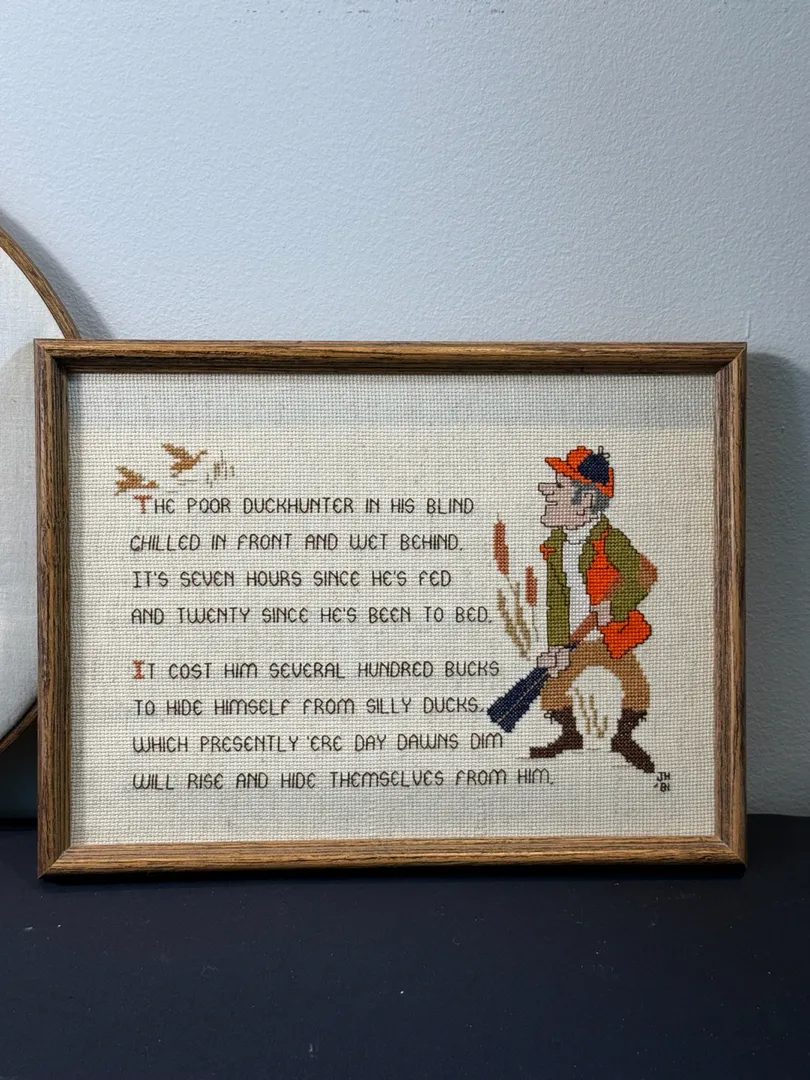 THE POOR DUCKHUNTER IN HIS BLIND
CHILLED IN FRONT AND WET BEHIND.
IT'S SEVEN HOURS SINCE HE'S FED
AND TWENTY SINCE HE'S BEEN TO BED.
IT COST HIM SEVERAL HUNDRED BUCKS
TO HIDE HIMSELF FROM SILLY DUCKS.
WHICH PRESENTLY 'ERE DAY DAWNS DIM
WILL RISE AND HIDE THEMSELVES FROM HIM.
JH
'81